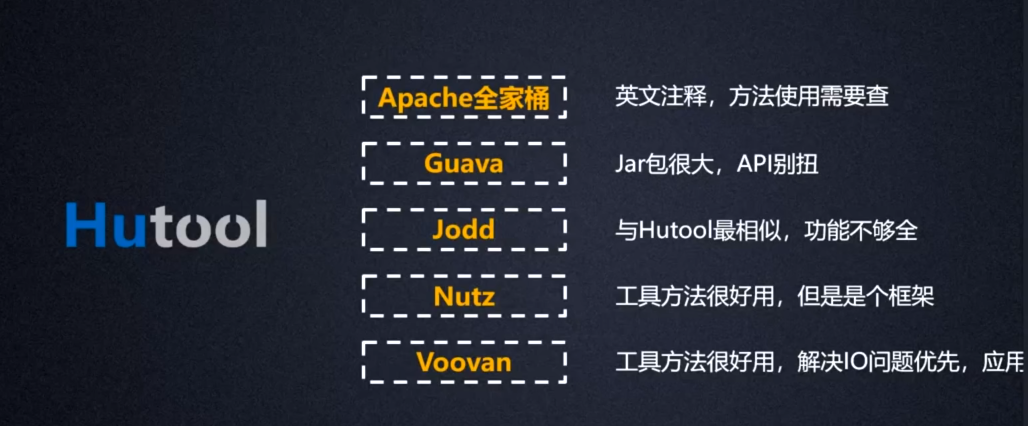 Hutool
Apache全家桶 英文注释，方法使用需要查
Guava Jar包很大，API别扭
Jodd 与Hutool最相似，功能不够全
Nutz 工具方法很好用，但是是个框架
Voovan 工具方法很好用，解决IO问题优先，应用